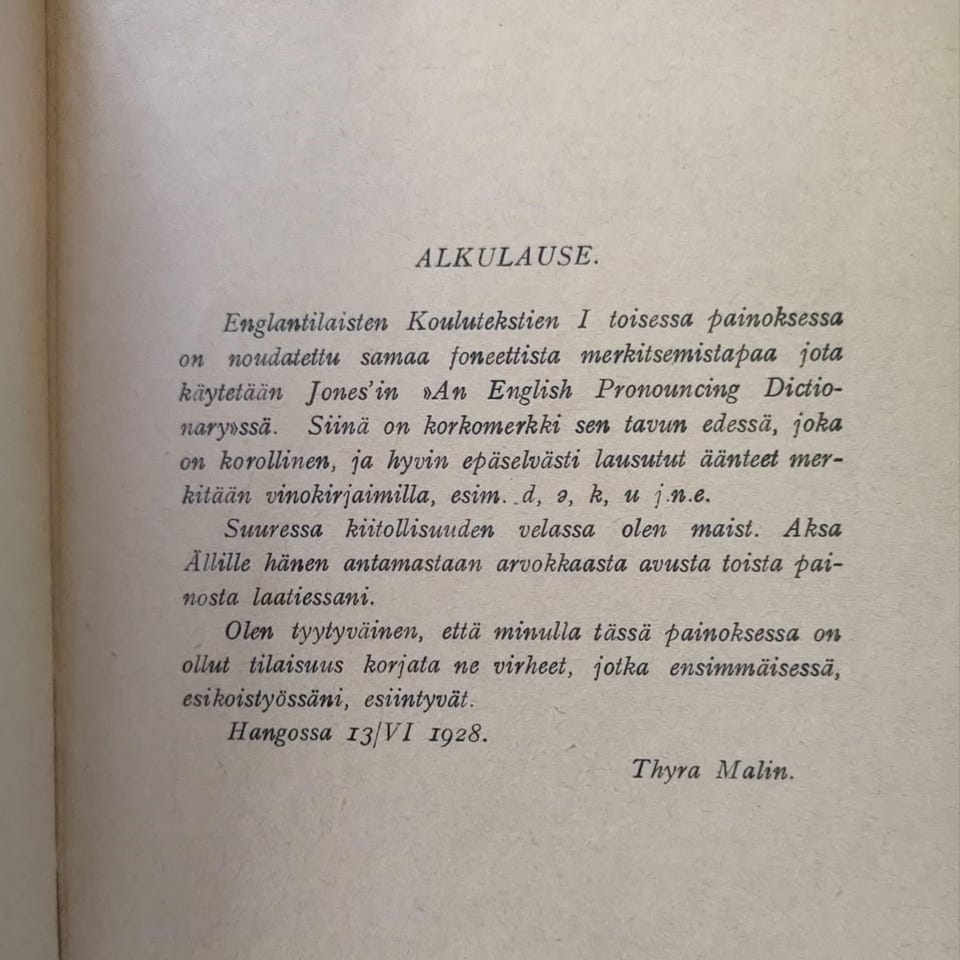 ALKULAUSE.
Englantilaisten Koulutekstien I toisessa painoksessa
on noudatettu samaa foneettista merkitsemistapaa jota
käytetään Jones'in »An English Pronouncing Dictio-
nary»ssä. Siinä on korkomerkki sen tavun edessä, joka
on korollinen, ja hyvin epäselvästi lausutut äänteet mer-
kitään vinokirjaimilla, esim. d, ə, k, u j.n.e.
Suuressa kiitollisuuden velassa olen maist. Aksa
Ällille hänen antamastaan arvokkaasta avusta toista pai-
nosta laatiessani.
Olen tyytyväinen, että minulla tässä painoksessa on
ollut tilaisuus korjata ne virheet, jotka ensimmäisessä,
esikoistyössäni, esiintyvät.
Hangossa 13/VI 1928.
Thyra Malin.